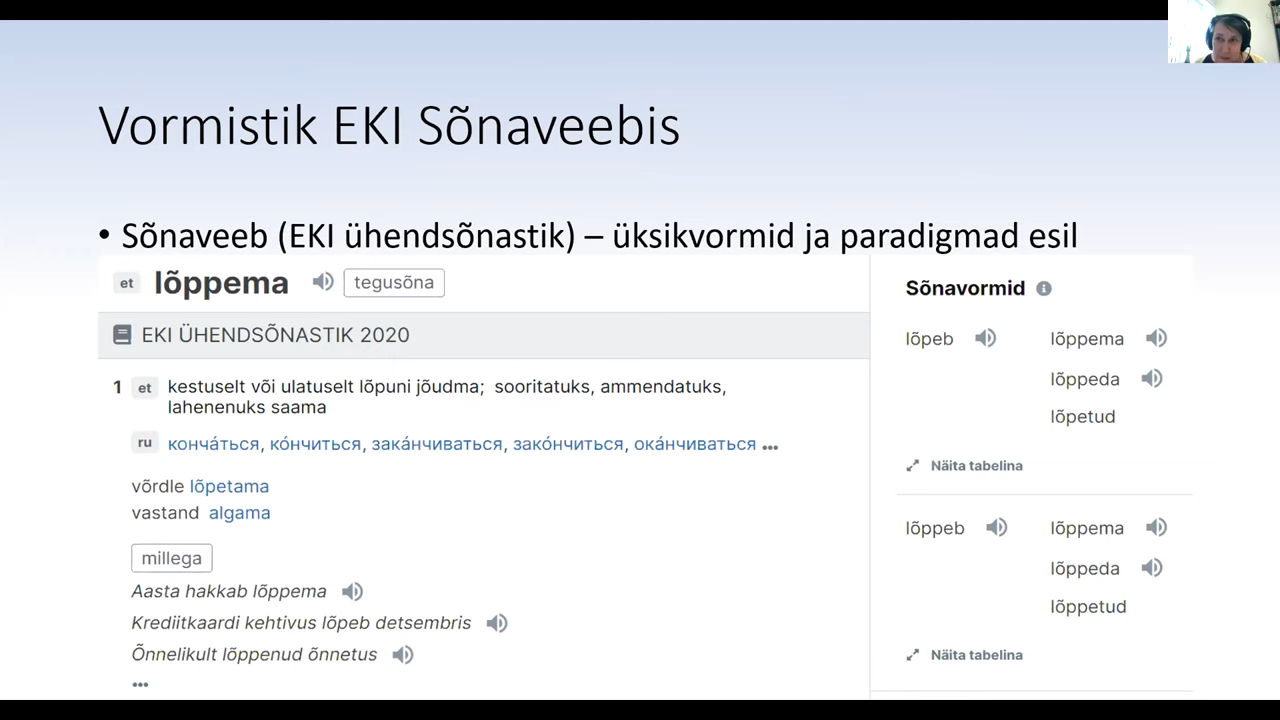 Vormistik EKI Sõnaveebis
• Sõnaveeb (EKI ühendsõnastik) – üksikvormid ja paradigmad esil
et lõppema tegusõna
EKI ÜHENDSÕNASTIK 2020
1 et kestuselt või ulatuselt lõpuni jõudma; sooritatuks, ammendatuks,
lahenenuks saama
ru конча́ться, ко́нчиться, зака́нчиваться, зако́нчиться, ока́нчиваться ...
võrdle lõpetama
vastand algama
millega
Aasta hakkab lõppema
Krediitkaardi kehtivus lõpeb detsembris
Õnnelikult lõppenud õnnetus
...
Sõnavormid
lõpeb lõppema
lõppeda
lõpetud
Näita tabelina
lõppeb lõppema
lõppeda
lõppetud
Näita tabelina